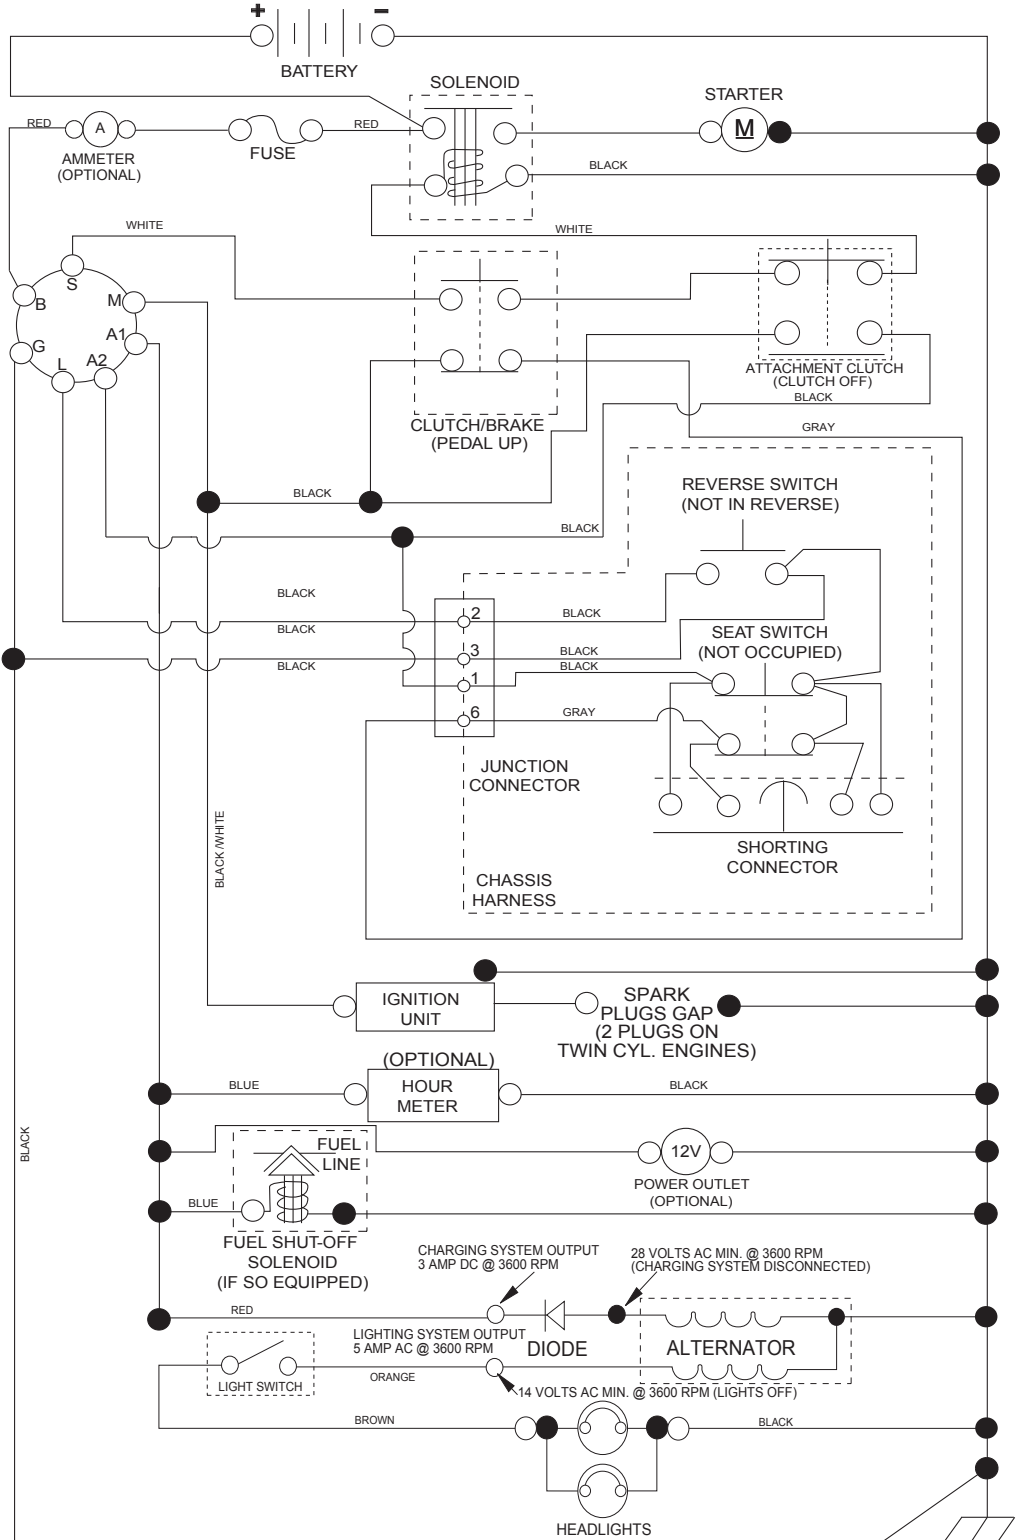 + -
BATTERY
SOLENOID
STARTER
RED
A
RED
M
FUSE
AMMETER
(OPTIONAL)
BLACK
WHITE
WHITE
S
B
M
A1
G
A2
L
ATTACHMENT CLUTCH
(CLUTCH OFF)
BLACK
CLUTCH/BRAKE
(PEDAL UP)
GRAY
REVERSE SWITCH
(NOT IN REVERSE)
BLACK
BLACK
BLACK
2
BLACK
BLACK
SEAT SWITCH
(NOT OCCUPIED)
3
BLACK
BLACK
BLACK
1
6
GRAY
JUNCTION
CONNECTOR
BLACK/WHITE
SHORTING
CONNECTOR
CHASSIS
HARNESS
IGNITION
UNIT
SPARK
PLUGS GAP
(2 PLUGS ON
TWIN CYL. ENGINES)
(OPTIONAL)
BLUE
HOUR
METER
BLACK
BLACK
FUEL
LINE
12V
POWER OUTLET
(OPTIONAL)
BLUE
FUEL SHUT-OFF
SOLENOID
(IF SO EQUIPPED)
CHARGING SYSTEM OUTPUT
3 AMP DC @ 3600 RPM
28 VOLTS AC MIN. @ 3600 RPM
(CHARGING SYSTEM DISCONNECTED)
RED
LIGHTING SYSTEM OUTPUT
5 AMP AC @ 3600 RPM
DIODE
ALTERNATOR
ORANGE
LIGHT SWITCH
14 VOLTS AC MIN. @ 3600 RPM (LIGHTS OFF)
BROWN
BLACK
HEADLIGHTS